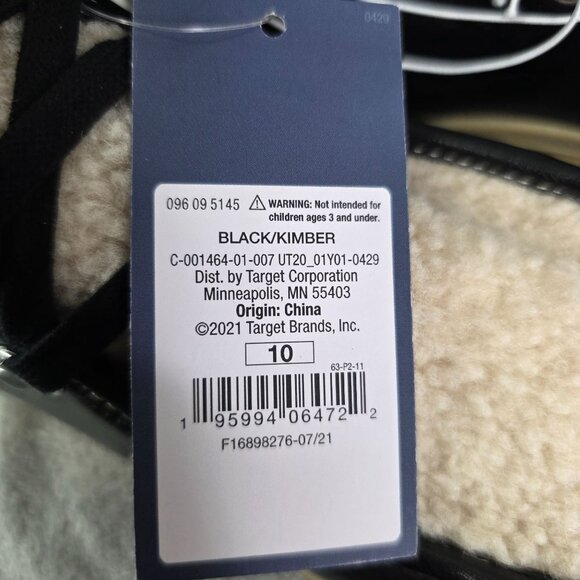 0429
096 09 5145 ⚠ WARNING: Not intended for
children ages 3 and under.
BLACK/KIMBER
C-001464-01-007 UT20_01Y01-0429
Dist. by Target Corporation
Minneapolis, MN 55403
Origin: China
©2021 Target Brands, Inc.
10
63-P2-11
1 95994 06472 2
F16898276-07/21